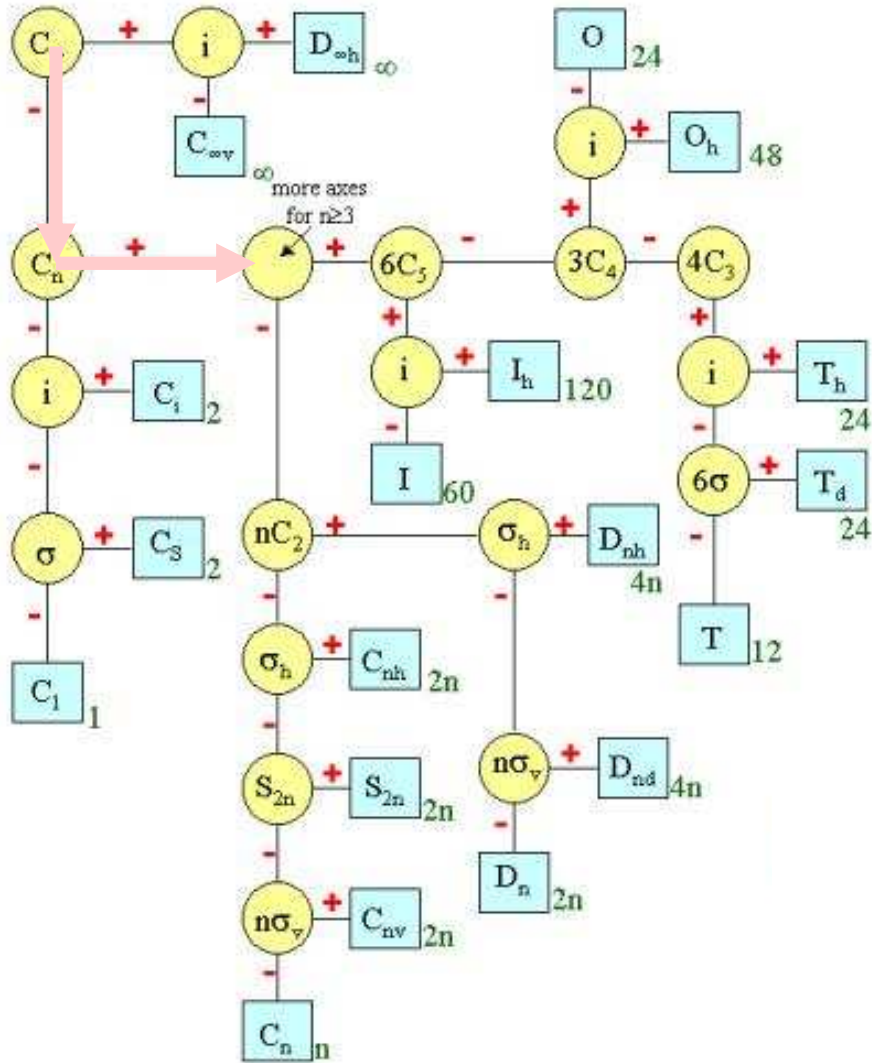 C
+
i
+
D∞h
∞
-
-
C∞v
∞
O
24
-
i
+
Oh
48
+
more axes
for n≥3
Cn
+
+
6C5
-
3C4
-
4C3
-
-
+
+
i
+
Ci
2
i
+
Ih
120
i
+
Th
24
-
-
I
60
-
6σ
+
Td
24
σ
+
CS
2
nC2
+
σh
+
Dnh
4n
-
-
-
-
C1
1
σh
+
Cnh
2n
T
12
-
S2n
+
S2n
2n
nσv
+
Dnd
4n
-
-
nσv
+
Cnv
2n
Dn
2n
-
Cn
n